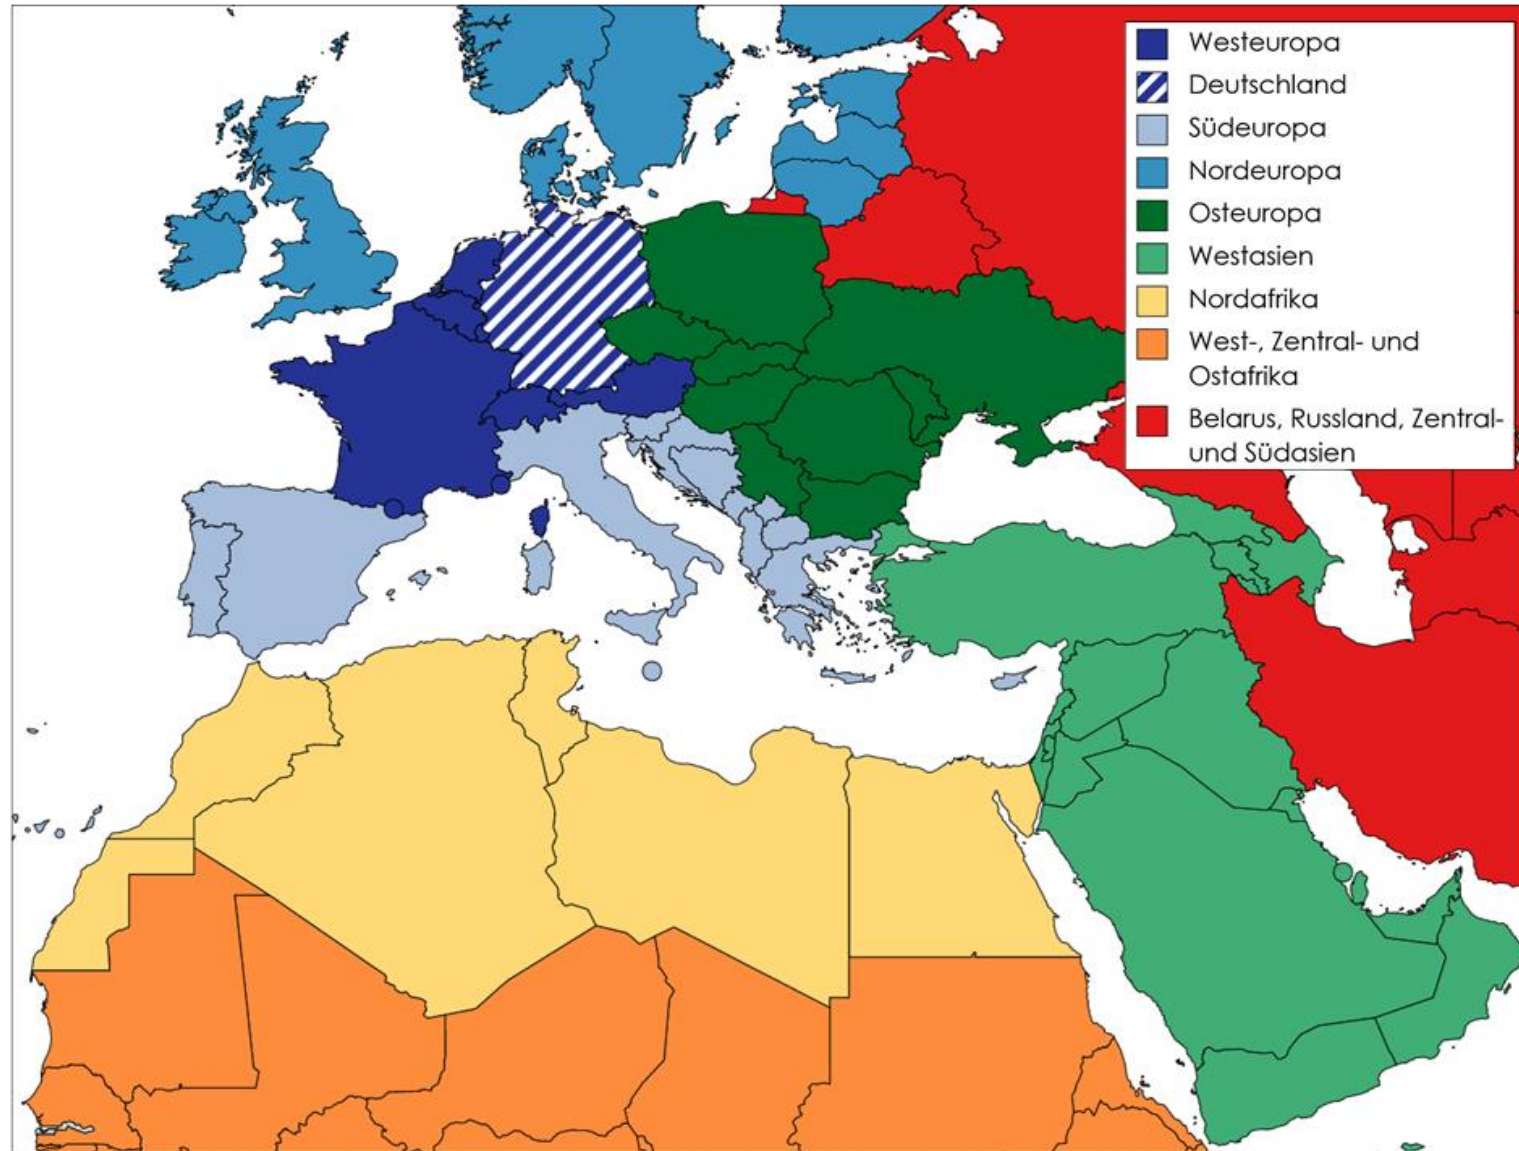 Westeuropa
Deutschland
Südeuropa
Nordeuropa
Osteuropa
Westasien
Nordafrika
West-, Zentral- und
Ostafrika
Belarus, Russland, Zentral-
und Südasien